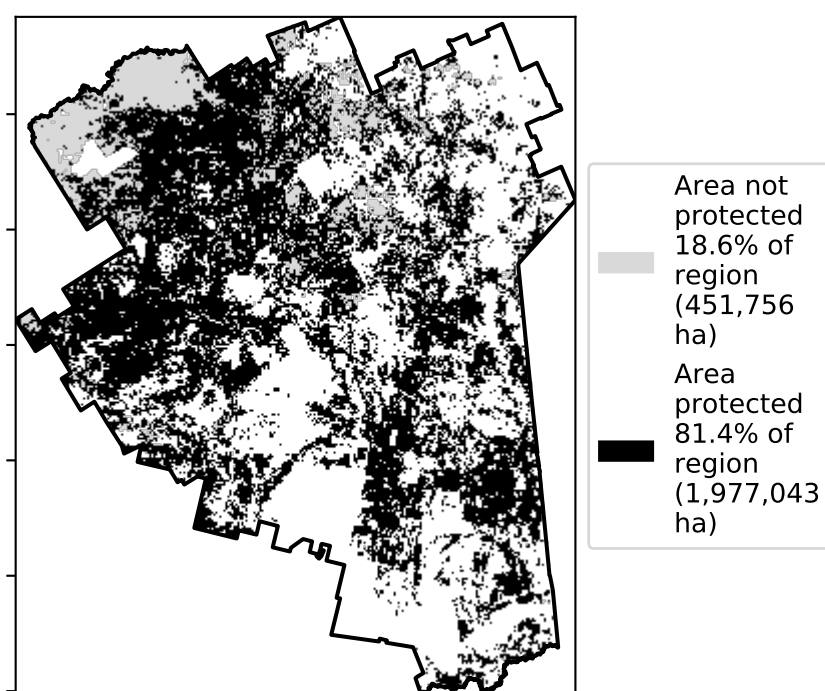 Area not
protected
18.6% of
region
(451,756
ha)
Area
protected
81.4% of
region
(1,977,043
ha)